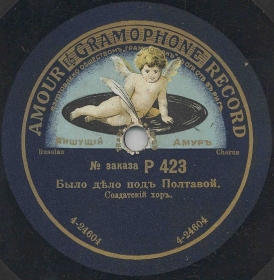 AMOUR GRAMOPHONE RECORD
ПИШУЩІЙ АМУРЪ
Russian Chorus
№ заказа P 423
Было дѣло подъ Полтавой.
Солдатскій хоръ.
4-24604 4-24604